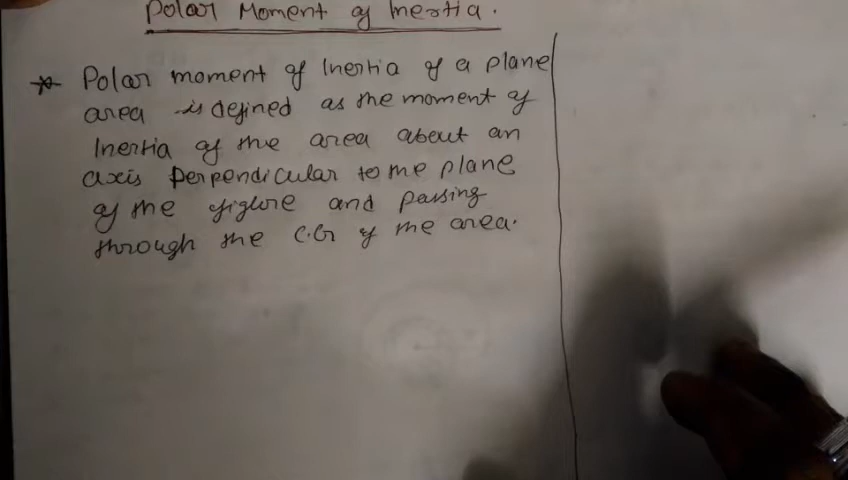 Polar Moment of Inertia.
* Polar moment of Inertia of a plane
area is defined as the moment of
Inertia of the area about an
axis perpendicular to the plane
of the figure and passing
through the C.G of the area.